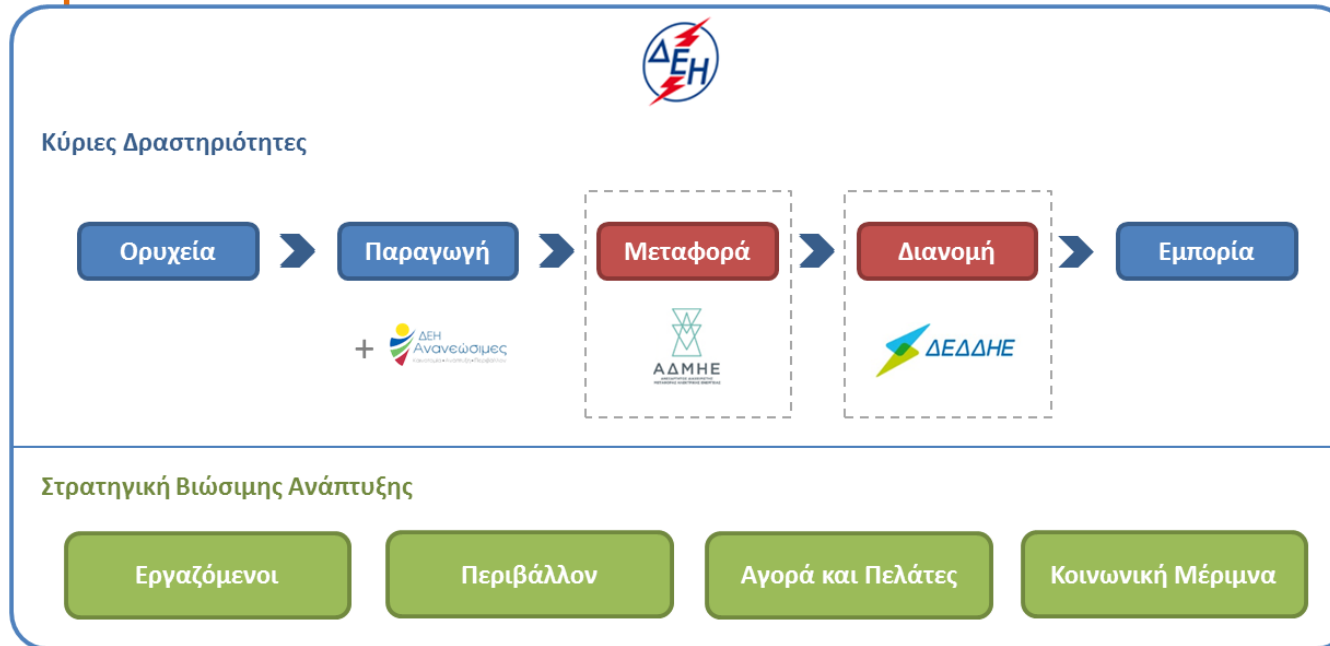 ΔΕΗ
Κύριες Δραστηριότητες
Ορυχεία
Παραγωγή
Μεταφορά
Διανομή
Εμπορία
+
ΔΕΗ
Ανανεώσιμες
ΑΔΜΗΕ
ΔΕΔΔΗΕ
Στρατηγική Βιώσιμης Ανάπτυξης
Εργαζόμενοι
Περιβάλλον
Αγορά και Πελάτες
Κοινωνική Μέριμνα